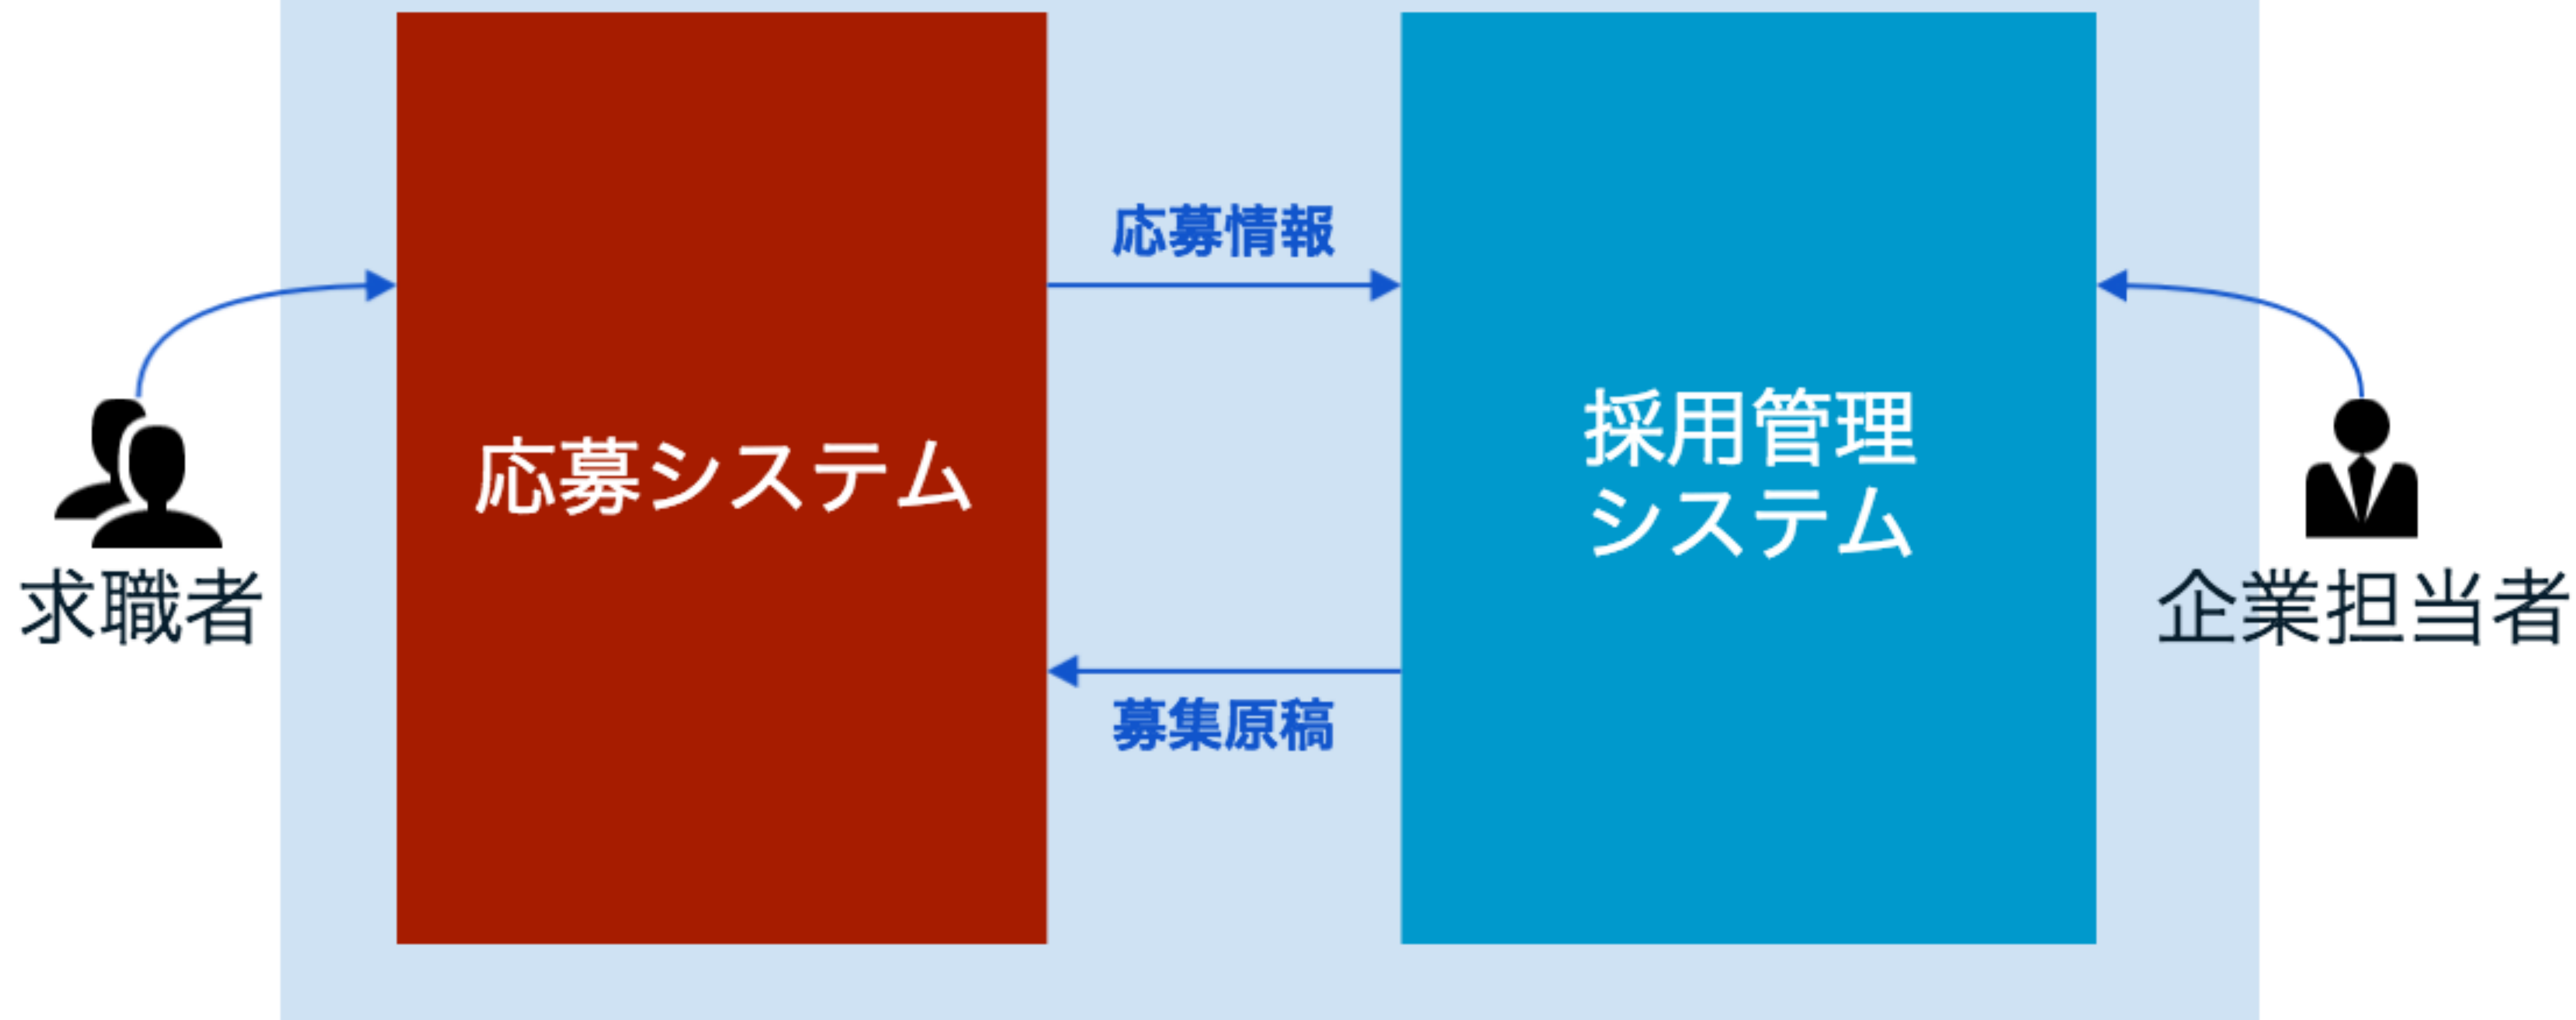 応募情報
応募システム
採用管理
システム
求職者
企業担当者
募集原稿